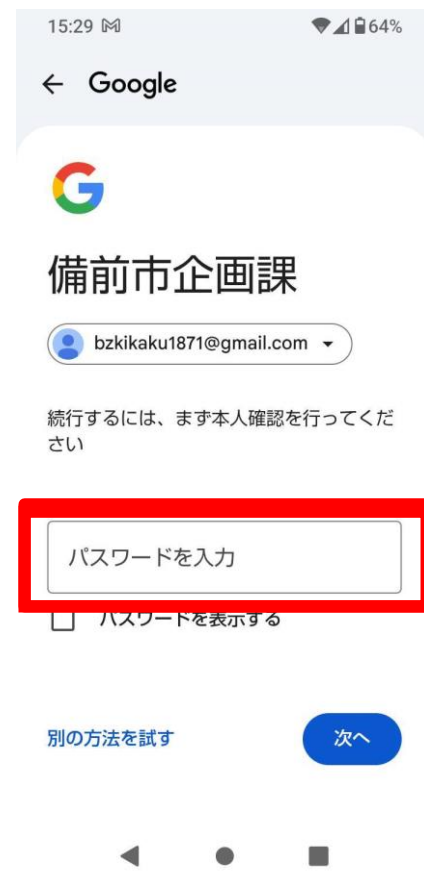 15:29 64%
Google
備前市企画課
bzkikaku1871@gmail.com
続行するには、まず本人確認を行ってくだ
さい
パスワードを入力
パスワードを表示する
別の方法を試す 次へ